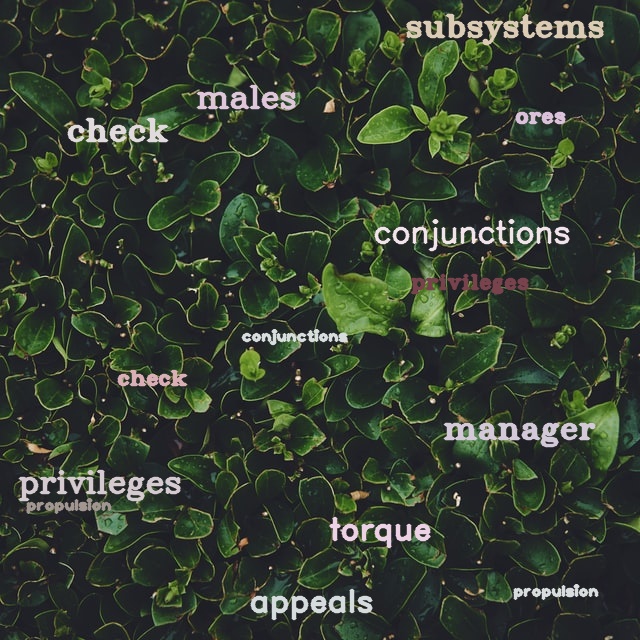 subsystems
males
ores
check
conjunctions
privileges
conjunctions
check
manager
privileges
propulsion
torque
propulsion
appeals